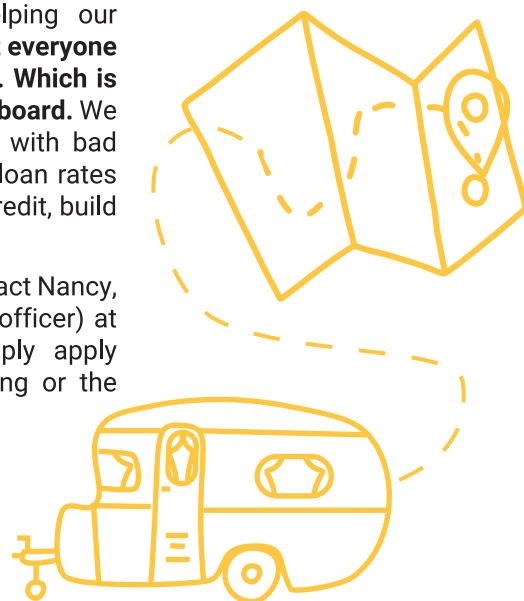 elping our
t everyone
. Which is
board. We
with bad
loan rates
redit, build
act Nancy,
officer) at
ply apply
ng or the